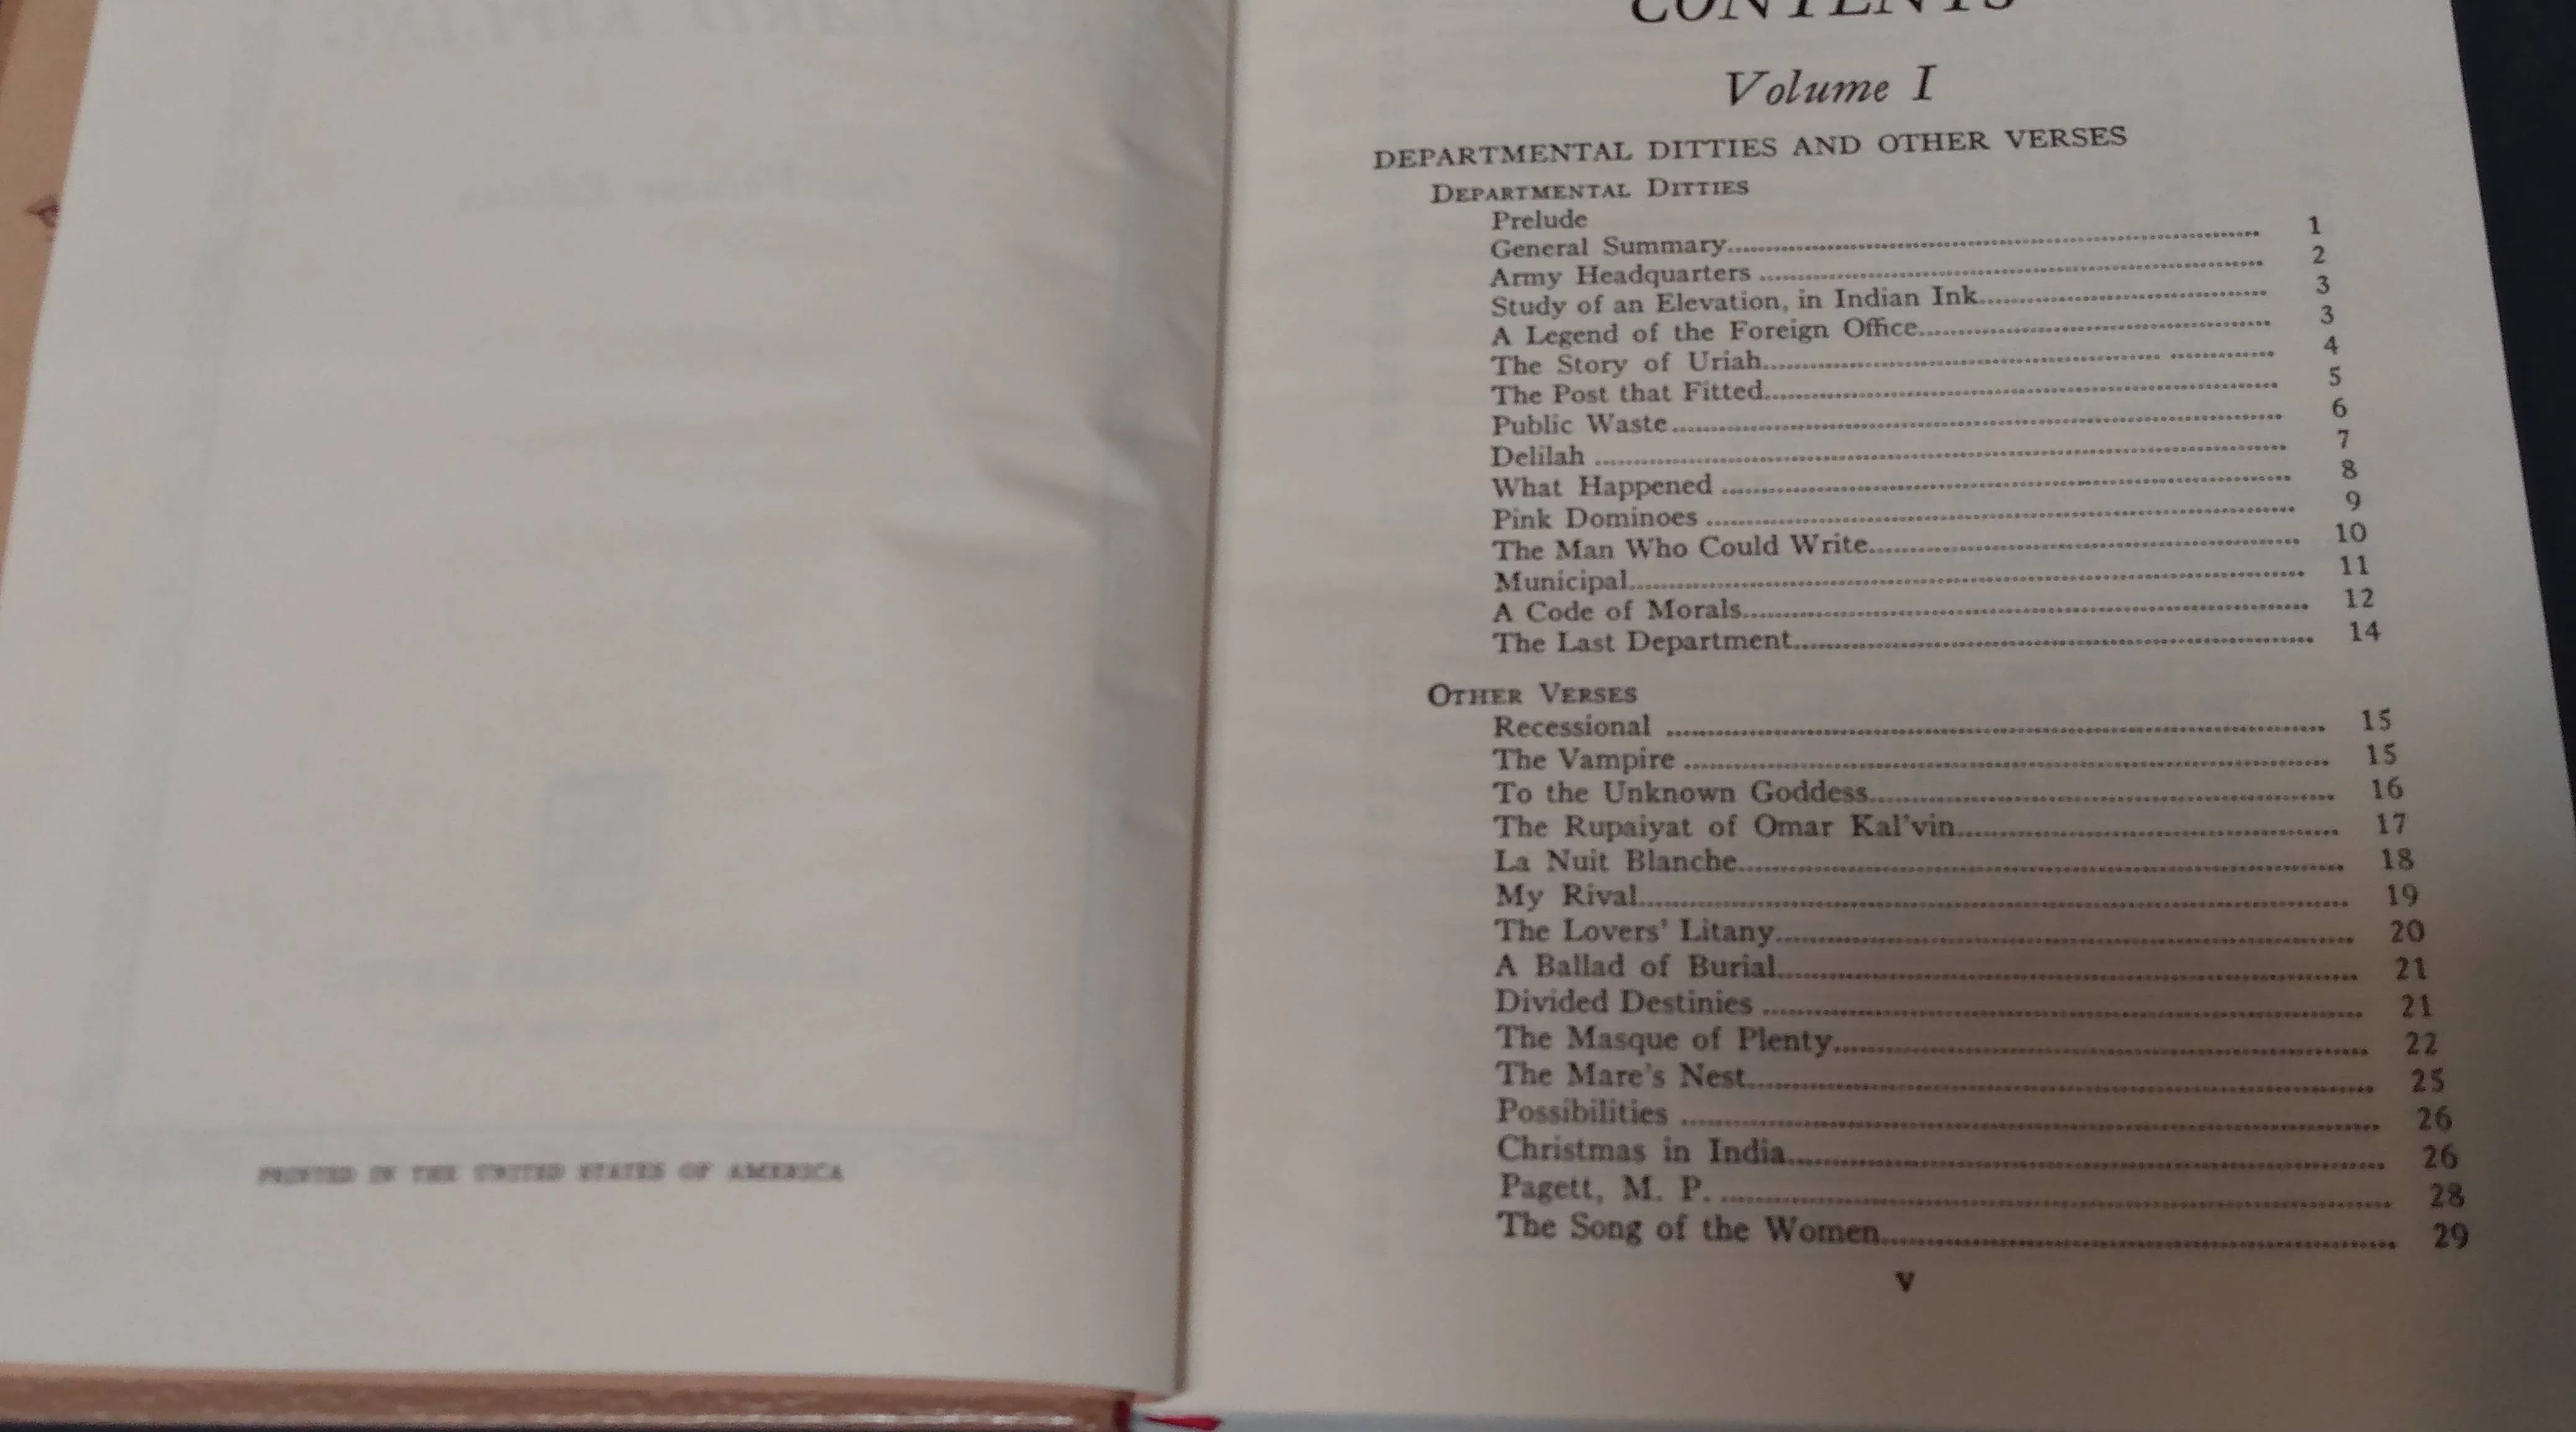 PRINTED IN THE UNITED STATES OF AMERICA
CONTENTS
Volume I
DEPARTMENTAL DITTIES AND OTHER VERSES
DEPARTMENTAL DITTIES
Prelude
General Summary 1
Army Headquarters 2
Study of an Elevation, in Indian Ink 3
A Legend of the Foreign Office 3
The Story of Uriah 4
The Post that Fitted 5
Public Waste 6
Delilah 7
What Happened 8
Pink Dominoes 9
The Man Who Could Write 10
Municipal 11
A Code of Morals 12
The Last Department 14
OTHER VERSES
Recessional 15
The Vampire 15
To the Unknown Goddess 16
The Rupaiyat of Omar Kal'vin 17
La Nuit Blanche 18
My Rival 19
The Lovers' Litany 20
A Ballad of Burial 21
Divided Destinies 21
The Masque of Plenty 22
The Mare's Nest 25
Possibilities 26
Christmas in India 26
Pagett, M. P. 28
The Song of the Women 29
v